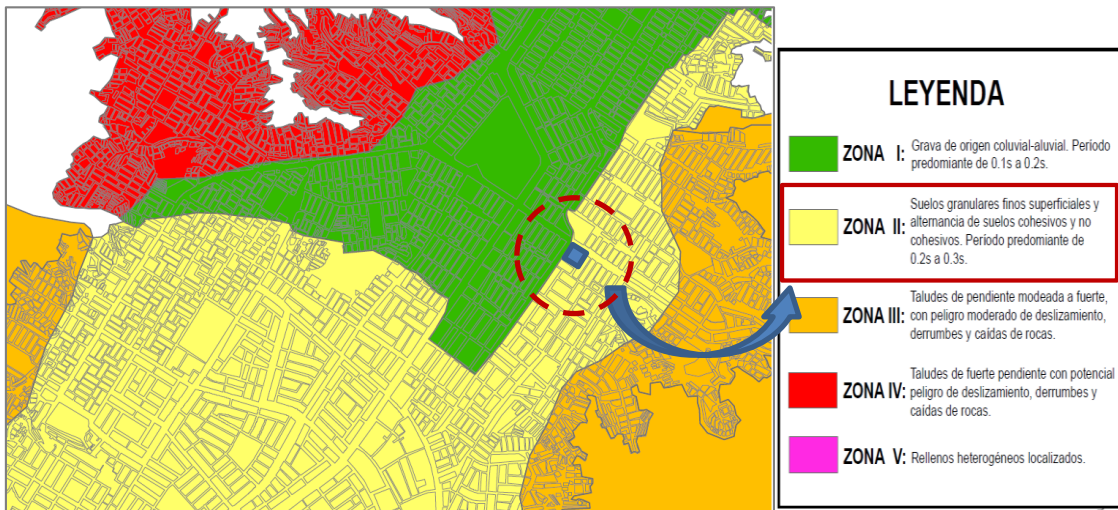 LEYENDA
ZONA I: Grava de origen coluvial-aluvial. Periodo
predomiante de 0.1s a 0.2s.
ZONA II: Suelos granulares finos superficiales y
alternancia de suelos cohesivos y no
cohesivos. Período predomiante de
0.2s a 0.3s.
ZONA III: Taludes de pendiente modeada a fuerte,
con peligro moderado de deslizamiento,
derrumbes y caídas de rocas.
ZONA IV: Taludes de fuerte pendiente con potencial
peligro de deslizamiento, derrumbes y
caídas de rocas.
ZONA V: Rellenos heterogéneos localizados.